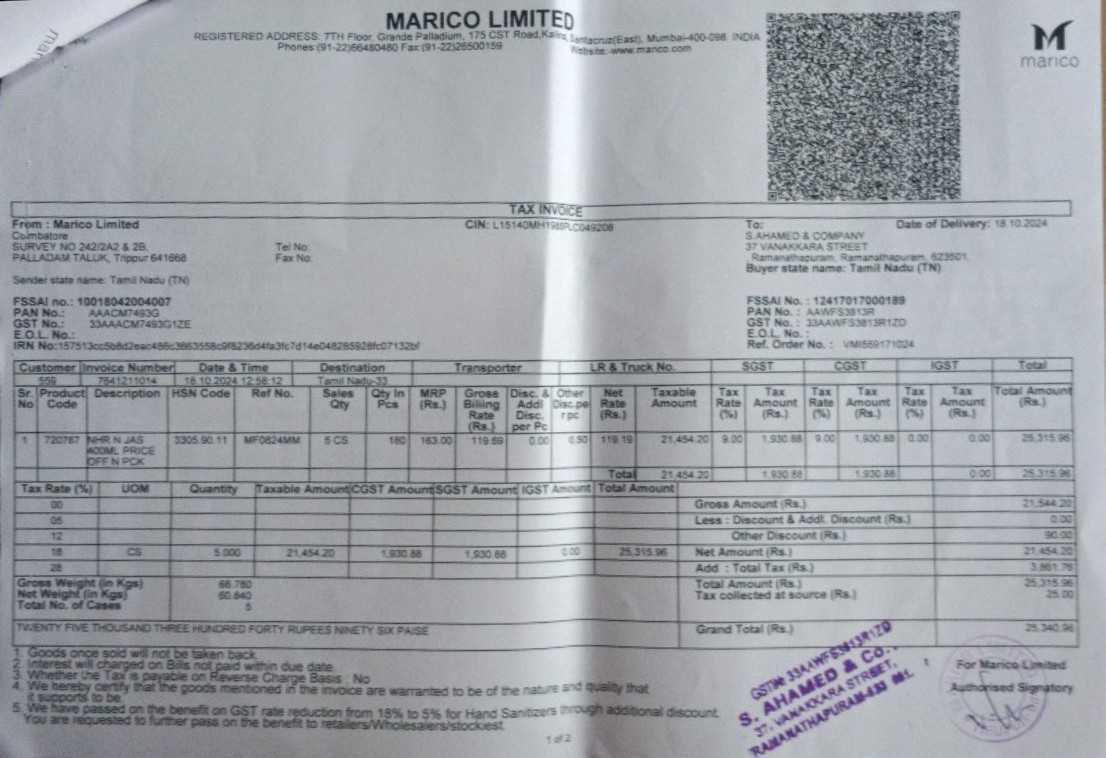 MARICO LIMITED
REGISTERED ADDRESS: 7TH Floor, Grande Palladium, 175 CST Road, Kalina, Santacruz(East), Mumbai-400-098. INDIA
Phones:(91-22)66480480 Fax:(91-22)26500159 Website:-www.marico.com
marico
TAX INVOICE
From : Marico Limited
Coimbatore
SURVEY NO 242/2A2 & 2B,
PALLADAM TALUK, Trippur 641668
Tel No:
Fax No:
Sender state name: Tamil Nadu (TN)
CIN: L15140MH1988PLC049208
To:
Date of Delivery: 18.10.2024
S.AHAMED & COMPANY
37 VANAKKARA STREET
, Ramanathapuram, Ramanathapuram, 623501,
Buyer state name: Tamil Nadu (TN)
FSSAI no.: 10018042004007
PAN No.: AAACM7493G
GST No.: 33AAACM7493G1ZE
E.O.L. No.:
IRN No:157513cc5b8d2eac486c3863558c9f8236d4fa3fc7d14e048285928fc07132bf
FSSAI No. : 12417017000189
PAN No. : AAWFS3813R
GST No. : 33AAWFS3813R1ZD
E.O.L. No. :
Ref. Order No. : VMI559171024
Customer Invoice Number Date & Time Destination Transporter LR & Truck No. SGST CGST IGST Total
559 7641211014 18.10.2024 12:56:12 Tamil Nadu-33
Sr. No Product Code Description HSN Code Ref No. Sales Qty Qty In Pcs MRP (Rs.) Gross Billing Rate (Rs.) Disc. & Addl Disc. per Pc Other Disc.per pc Net Rate (Rs.) Taxable Amount Tax Rate (%) Tax Amount (Rs.) Tax Rate (%) Tax Amount (Rs.) Tax Rate (%) Tax Amount (Rs.) Total Amount (Rs.)
1 720767 NHR N JAS 400ML PRICE OFF N PCK 3305.90.11 MF0824MM 5 CS 180 163.00 119.69 0.00 0.50 119.19 21,454.20 9.00 1,930.88 9.00 1,930.88 0.00 0.00 25,315.96
Total 21,454.20 1,930.88 1,930.88 0.00 25,315.96
Tax Rate (%) UOM Quantity Taxable Amount CGST Amount SGST Amount IGST Amount Total Amount
00
05
12
18 CS 5.000 21,454.20 1,930.88 1,930.88 0.00 25,315.96
28
Gross Amount (Rs.) 21,544.20
Less : Discount & Addl. Discount (Rs.) 0.00
Other Discount (Rs.) 90.00
Net Amount (Rs.) 21,454.20
Add : Total Tax (Rs.) 3,861.76
Total Amount (Rs.) 25,315.96
Tax collected at source (Rs.) 25.00
Gross Weight (in Kgs) 66.780
Net Weight (in Kgs) 60.840
Total No. of Cases 5
TWENTY FIVE THOUSAND THREE HUNDRED FORTY RUPEES NINETY SIX PAISE
Grand Total (Rs.) 25,340.96
1. Goods once sold will not be taken back.
2. Interest will charged on Bills not paid within due date.
3. Whether the Tax is payable on Reverse Charge Basis : No
4. We hereby certify that the goods mentioned in the invoice are warranted to be of the nature and quality that
it supports to be.
5. We have passed on the benefit on GST rate reduction from 18% to 5% for Hand Sanitizers through additional discount.
You are requested to further pass on the benefit to retailers/Wholesalers/stockiest.
GST No 33AAWFS3813R1ZD
S. AHAMED & CO.,
37, VANAKKARA STREET,
RAMANATHAPURAM
For Marico Limited
Authorised Signatory
1 of 2